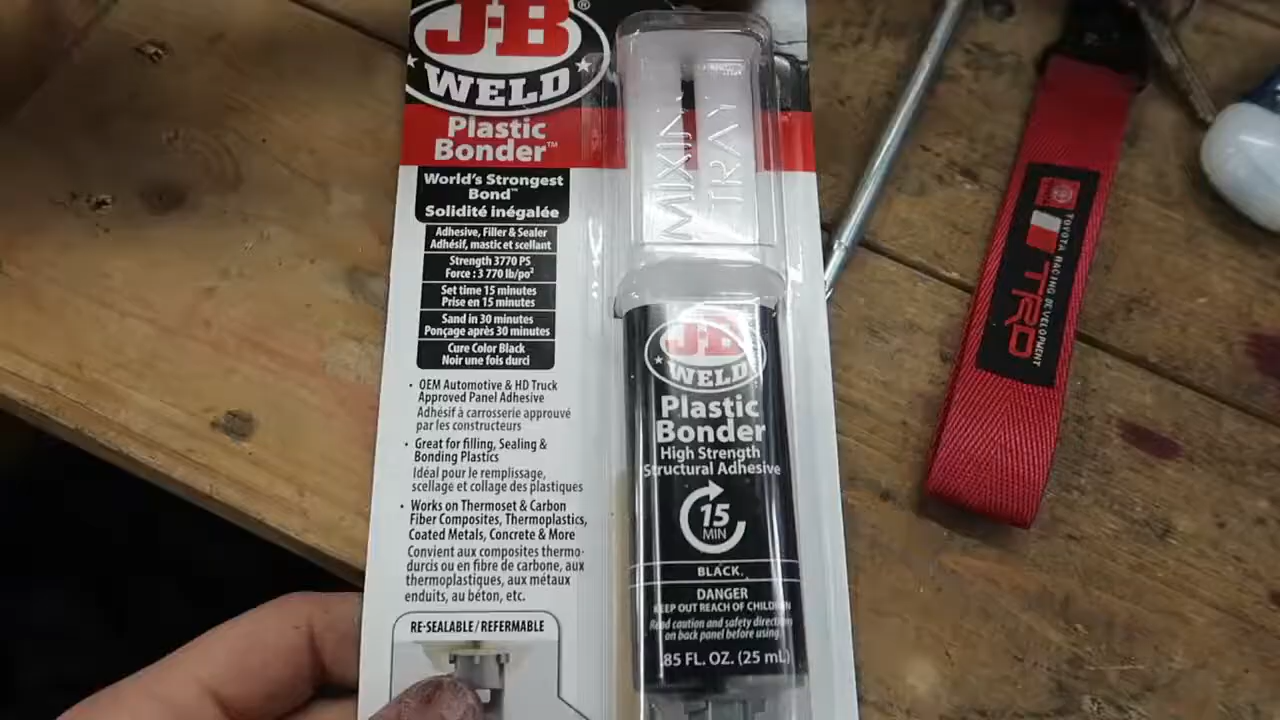 J-B
WELD
®
Plastic
Bonder™
World's Strongest
Bond™
Solidité inégalée
Adhesive, Filler & Sealer
Adhésif, mastic et scellant
Strength 3770 PS
Force : 3 770 lb/po²
Set time 15 minutes
Prise en 15 minutes
Sand in 30 minutes
Ponçage après 30 minutes
Cure Color Black
Noir une fois durci
• OEM Automotive & HD Truck
Approved Panel Adhesive
Adhésif à carrosserie approuvé
par les constructeurs
• Great for filling, Sealing &
Bonding Plastics
Idéal pour le remplissage,
scellage et collage des plastiques
• Works on Thermoset & Carbon
Fiber Composites, Thermoplastics,
Coated Metals, Concrete & More
Convient aux composites thermo-
durcis ou en fibre de carbone, aux
thermoplastiques, aux métaux
enduits, au béton, etc.
RE-SEALABLE/REFERMABLE
MIXIN
TRAY
J-B
WELD
Plastic
Bonder
High Strength
Structural Adhesive
15
MIN
BLACK
DANGER
KEEP OUT REACH OF CHILDREN
Read caution and safety directions
on back panel before using.
.85 FL. OZ. (25 mL)
TRD
TOYOTA RACING DEVELOPMENT